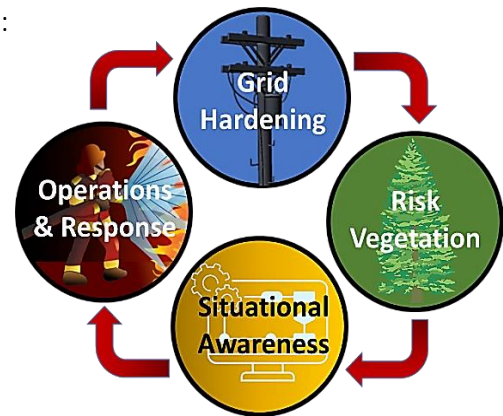 :
Grid
Hardening
Risk
Vegetation
Situational
Awareness
Operations
& Response